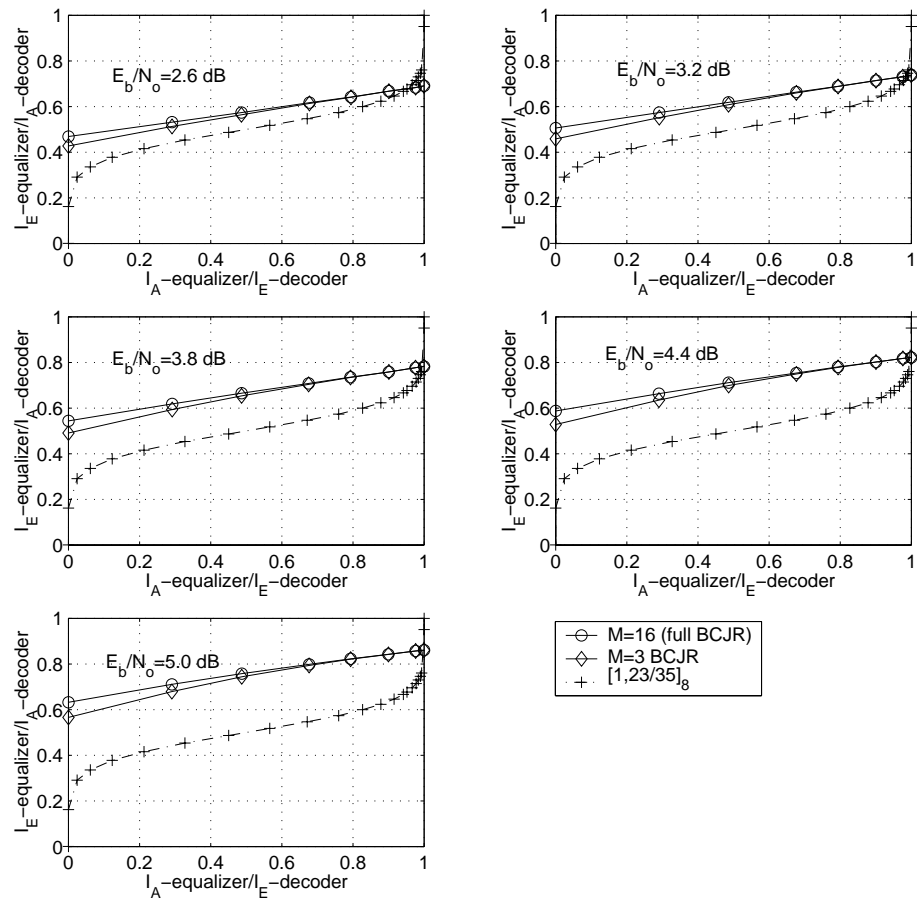 E_b/N_o=2.6 dB
I_E−equalizer/I_A−decoder
1
0.8
0.6
0.4
0.2
0
0 0.2 0.4 0.6 0.8 1
I_A−equalizer/I_E−decoder
E_b/N_o=3.2 dB
I_E−equalizer/I_A−decoder
1
0.8
0.6
0.4
0.2
0
0 0.2 0.4 0.6 0.8 1
I_A−equalizer/I_E−decoder
E_b/N_o=3.8 dB
I_E−equalizer/I_A−decoder
1
0.8
0.6
0.4
0.2
0
0 0.2 0.4 0.6 0.8 1
I_A−equalizer/I_E−decoder
E_b/N_o=4.4 dB
I_E−equalizer/I_A−decoder
1
0.8
0.6
0.4
0.2
0
0 0.2 0.4 0.6 0.8 1
I_A−equalizer/I_E−decoder
E_b/N_o=5.0 dB
I_E−equalizer/I_A−decoder
1
0.8
0.6
0.4
0.2
0
0 0.2 0.4 0.6 0.8 1
I_A−equalizer/I_E−decoder
M=16 (full BCJR)
M=3 BCJR
[1,23/35]_8